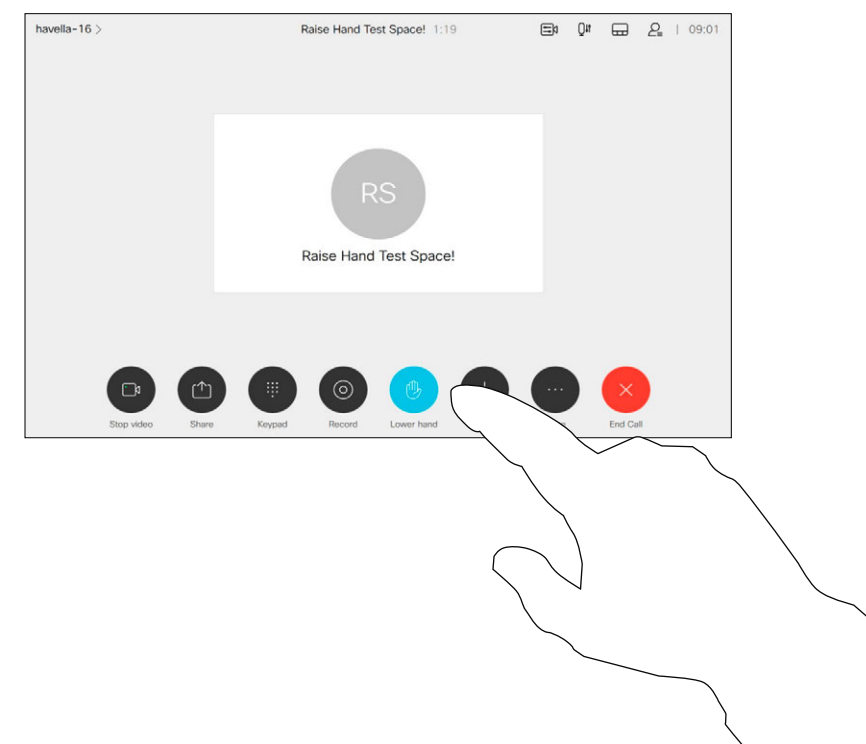 havella-16 >
Raise Hand Test Space! 1:19
| 09:01
RS
Raise Hand Test Space!
Stop video
Share
Keypad
Record
Lower hand
End Call